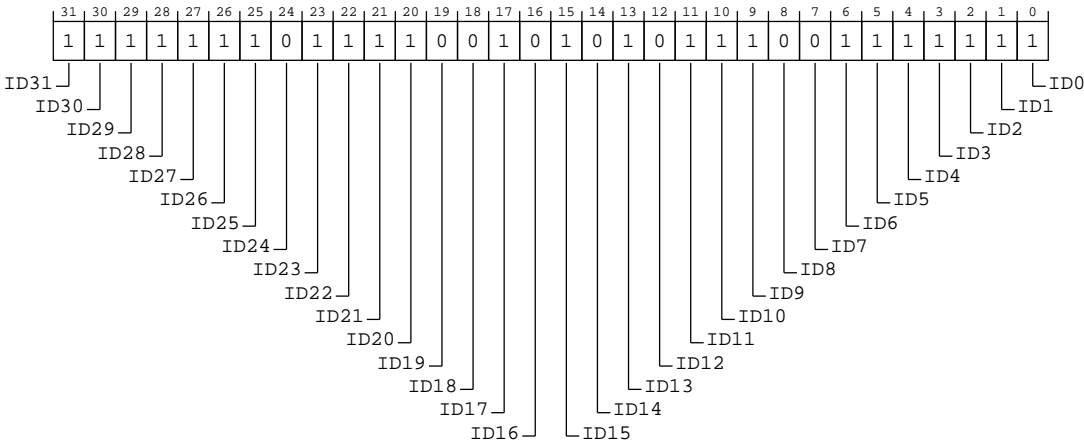 31 30 29 28 27 26 25 24 23 22 21 20 19 18 17 16 15 14 13 12 11 10 9 8 7 6 5 4 3 2 1 0
1 1 1 1 1 1 1 0 1 1 1 1 0 0 1 0 1 0 1 0 1 1 1 0 0 1 1 1 1 1 1 1
ID31 ID0
ID30 ID1
ID29 ID2
ID28 ID3
ID27 ID4
ID26 ID5
ID25 ID6
ID24 ID7
ID23 ID8
ID22 ID9
ID21 ID10
ID20 ID11
ID19 ID12
ID18 ID13
ID17 ID14
ID16 ID15